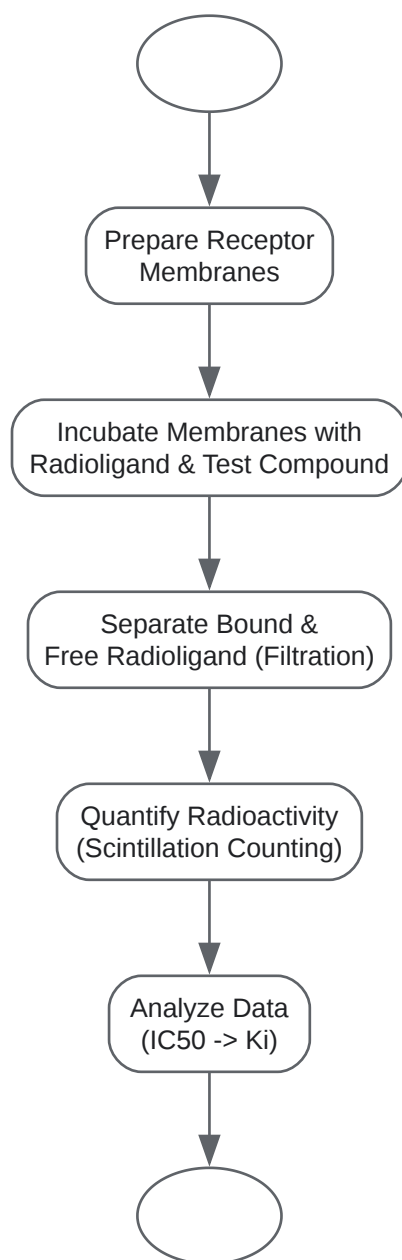 Prepare Receptor
Membranes
Incubate Membranes with
Radioligand & Test Compound
Separate Bound &
Free Radioligand (Filtration)
Quantify Radioactivity
(Scintillation Counting)
Analyze Data
(IC50 -> Ki)